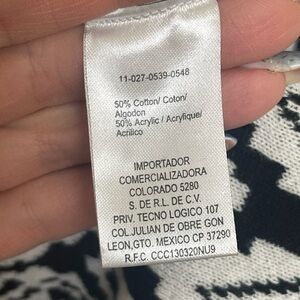 11-027-0539-0548
50% Cotton/ Coton/
Algodon
50% Acrylic / Acrylique/
Acrilico
IMPORTADOR
COMERCIALIZADORA
COLORADO 5280
S. DE R.L. DE C.V.
PRIV. TECNO LOGICO 107
COL.JULIAN DE OBRE GON
LEON,GTO. MEXICO CP 37290
R.F.C. CCC130320NU9